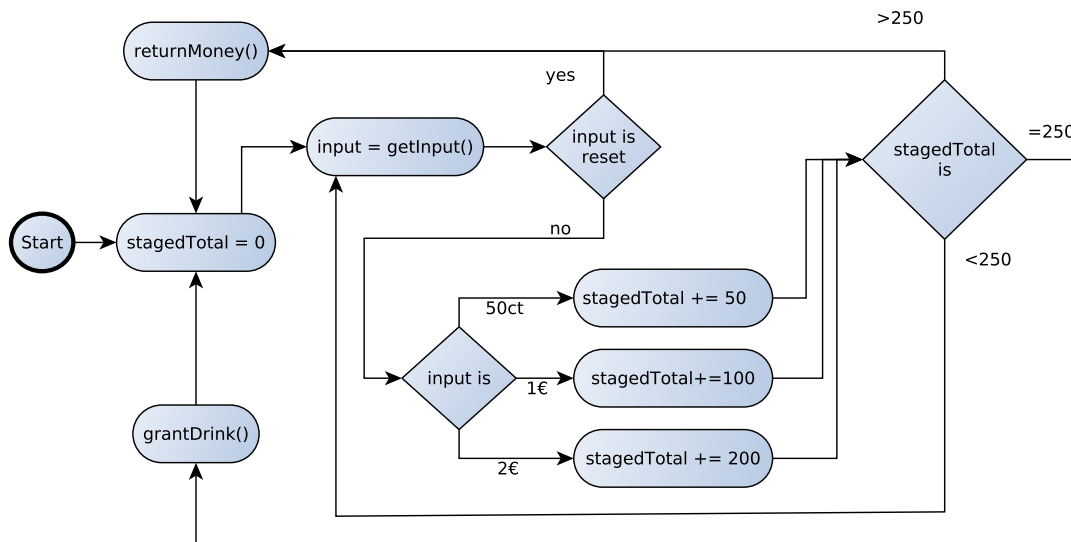 >250
returnMoney()
yes
input = getInput()
input is
reset
=250
stagedTotal
is
no
Start
stagedTotal = 0
<250
stagedTotal += 50
50ct
input is
1€
stagedTotal+=100
grantDrink()
2€
stagedTotal += 200